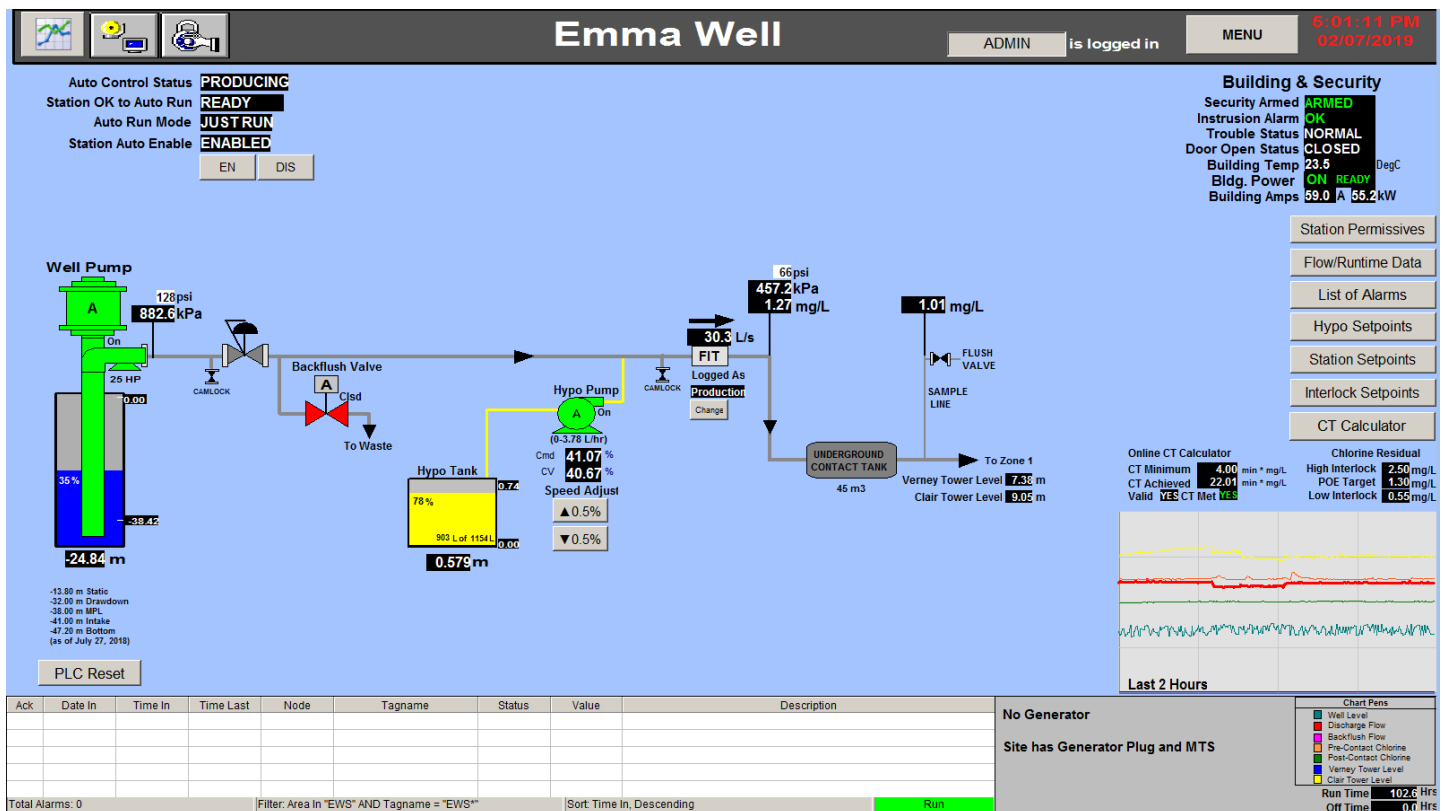 Emma Well
ADMIN is logged in
MENU
5:01:11 PM
02/07/2019
Auto Control Status PRODUCING
Station OK to Auto Run READY
Auto Run Mode JUST RUN
Station Auto Enable ENABLED
EN DIS
Building & Security
Security Armed ARMED
Instrusion Alarm OK
Trouble Status NORMAL
Door Open Status CLOSED
Building Temp 23.5 DegC
Bldg. Power ON READY
Building Amps 59.0 A 55.2 kW
Station Permissives
Flow/Runtime Data
List of Alarms
Hypo Setpoints
Station Setpoints
Interlock Setpoints
CT Calculator
Well Pump
A
On
25 HP
128 psi
882.6 kPa
CAMLOCK
0.00
35 %
-38.42
-24.84 m
-13.80 m Static
-32.00 m Drawdown
-38.00 m MPL
-41.00 m Intake
-47.20 m Bottom
(as of July 27, 2018)
PLC Reset
Backflush Valve
A
Clsd
To Waste
Hypo Tank
78 %
903 L of 1154 L
0.74
0.00
0.579 m
Hypo Pump
A
On
(0-3.78 L/hr)
Cmd 41.07 %
CV 40.67 %
Speed Adjust
▲0.5%
▼0.5%
CAMLOCK
30.3 L/s
FIT
Logged As
Production
Change
66 psi
457.2 kPa
1.27 mg/L
1.01 mg/L
FLUSH
VALVE
SAMPLE
LINE
UNDERGROUND
CONTACT TANK
45 m3
To Zone 1
Verney Tower Level 7.38 m
Clair Tower Level 9.05 m
Online CT Calculator
CT Minimum 4.00 min * mg/L
CT Achieved 22.01 min * mg/L
Valid YES CT Met YES
Chlorine Residual
High Interlock 2.50 mg/L
POE Target 1.30 mg/L
Low Interlock 0.55 mg/L
Last 2 Hours
Ack Date In Time In Time Last Node Tagname Status Value Description
Total Alarms: 0 Filter: Area In "EWS" AND Tagname = "EWS*" Sort: Time In, Descending Run
No Generator
Site has Generator Plug and MTS
Chart Pens
Well Level
Discharge Flow
Backflush Flow
Pre-Contact Chlorine
Post-Contact Chlorine
Verney Tower Level
Clair Tower Level
Run Time 102.6 Hrs
Off Time 0.0 Hrs